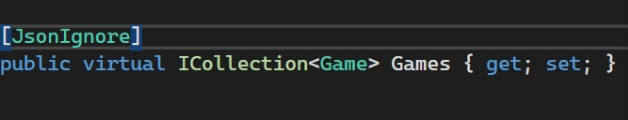 [JsonIgnore]
public virtual ICollection<Game> Games { get; set; }